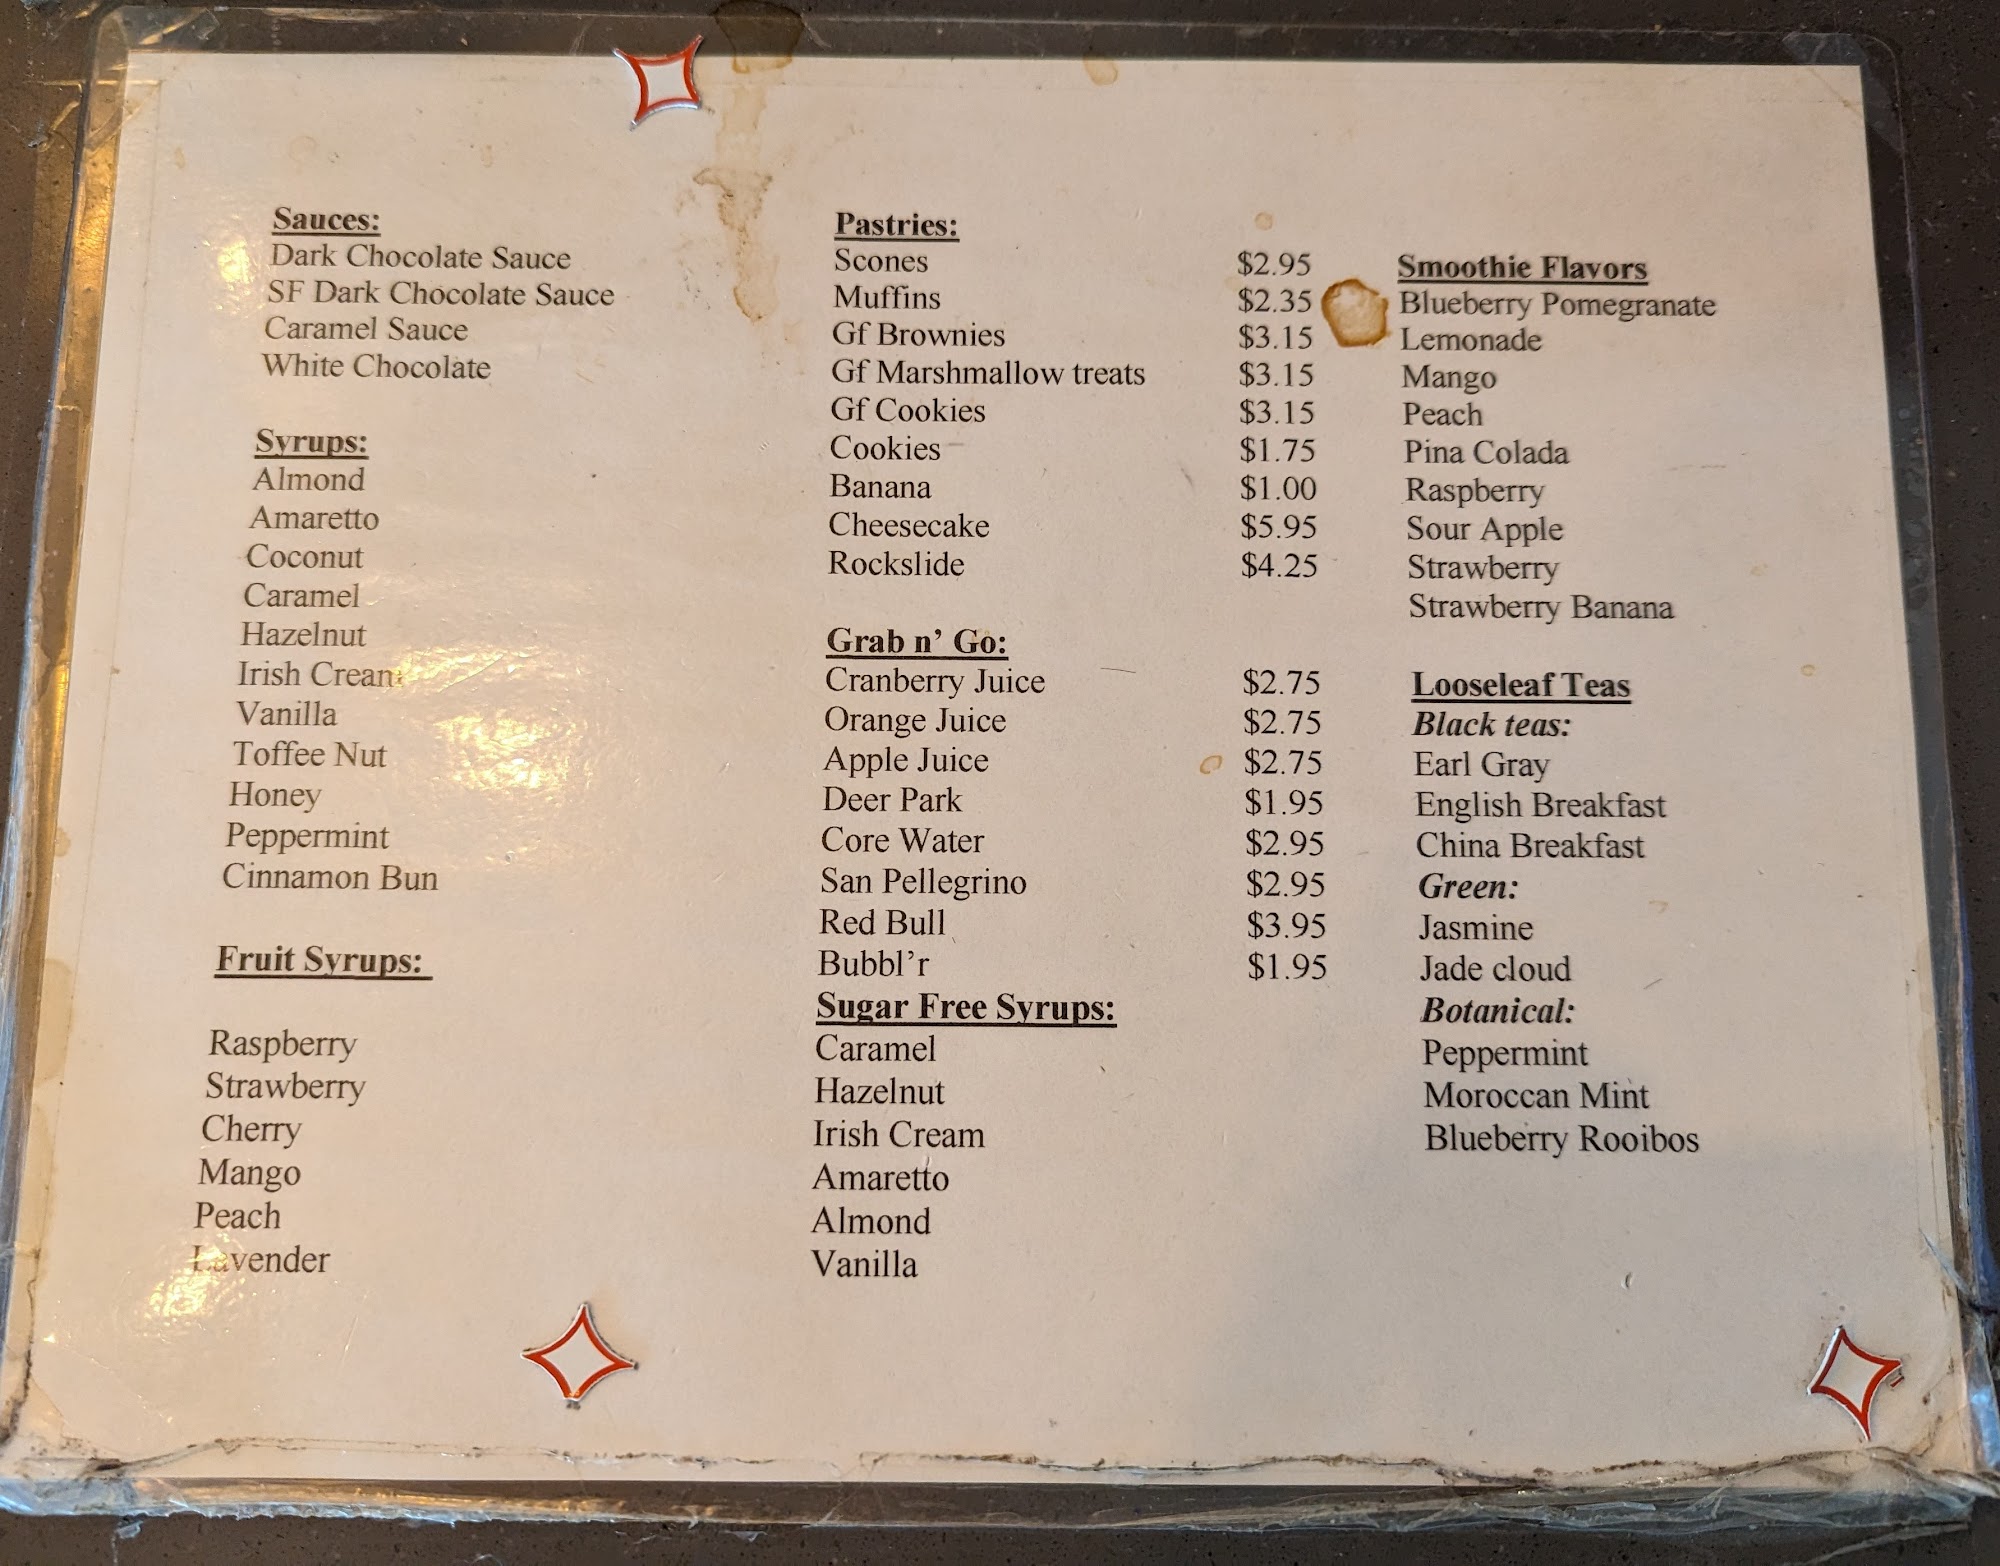 Sauces:
Dark Chocolate Sauce
SF Dark Chocolate Sauce
Caramel Sauce
White Chocolate
Syrups:
Almond
Amaretto
Coconut
Caramel
Hazelnut
Irish Cream
Vanilla
Toffee Nut
Honey
Peppermint
Cinnamon Bun
Fruit Syrups:
Raspberry
Strawberry
Cherry
Mango
Peach
Lavender
Pastries:
Scones $2.95
Muffins $2.35
Gf Brownies $3.15
Gf Marshmallow treats $3.15
Gf Cookies $3.15
Cookies $1.75
Banana $1.00
Cheesecake $5.95
Rockslide $4.25
Grab n’ Go:
Cranberry Juice $2.75
Orange Juice $2.75
Apple Juice $2.75
Deer Park $1.95
Core Water $2.95
San Pellegrino $2.95
Red Bull $3.95
Bubbl’r $1.95
Sugar Free Syrups:
Caramel
Hazelnut
Irish Cream
Amaretto
Almond
Vanilla
Smoothie Flavors
Blueberry Pomegranate
Lemonade
Mango
Peach
Pina Colada
Raspberry
Sour Apple
Strawberry
Strawberry Banana
Looseleaf Teas
Black teas:
Earl Gray
English Breakfast
China Breakfast
Green:
Jasmine
Jade cloud
Botanical:
Peppermint
Moroccan Mint
Blueberry Rooibos